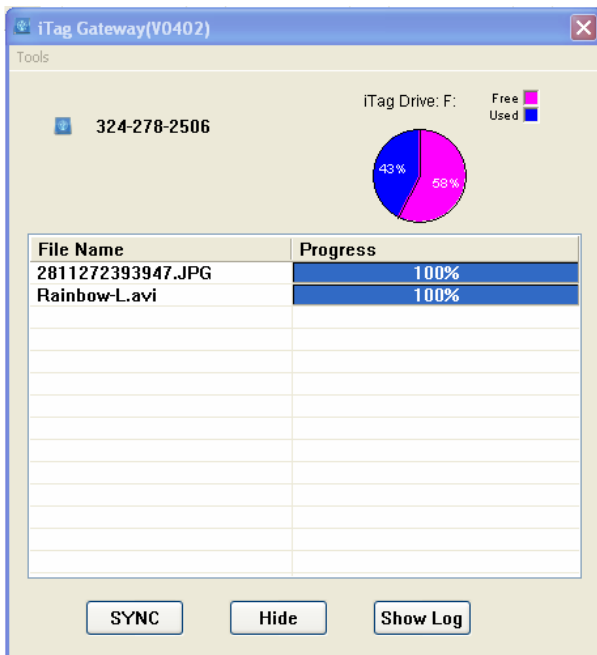 iTag Gateway(V0402)
Tools
324-278-2506
iTag Drive: F:
Free
Used
43%
58%
File Name Progress
2811272393947.JPG 100%
Rainbow-L.avi 100%
SYNC Hide Show Log